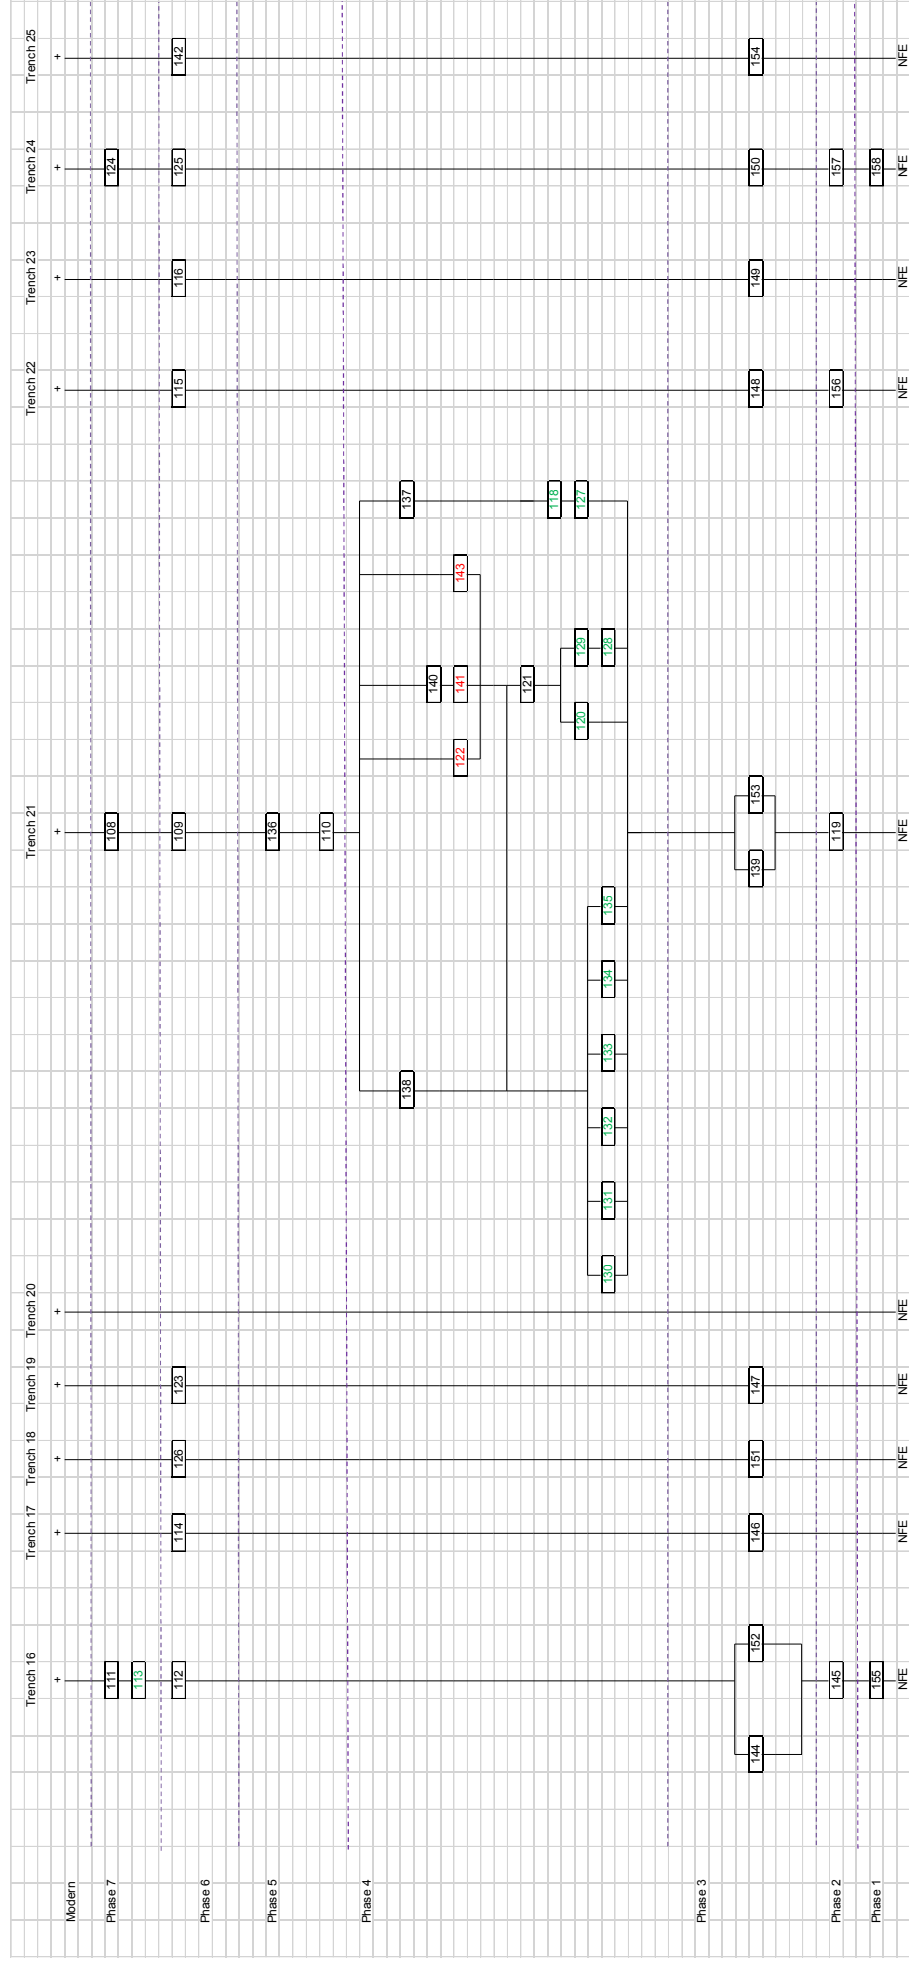 Trench 16 Trench 17 Trench 18 Trench 19 Trench 20 Trench 21 Trench 22 Trench 23 Trench 24 Trench 25
+ + + + + + + + + +
Modern
Phase 7 111 108 124
113
112 114 126 123 109 115 116 125 142
Phase 6
Phase 5 136
110
Phase 4
138 137
140
122 141 143
121
118
120 129 127
130 131 132 133 134 135 128
Phase 3
144 152 146 151 147 139 153 148 149 150 154
Phase 2 145 119 156 157
Phase 1 155 158
NFE NFE NFE NFE NFE NFE NFE NFE NFE NFE